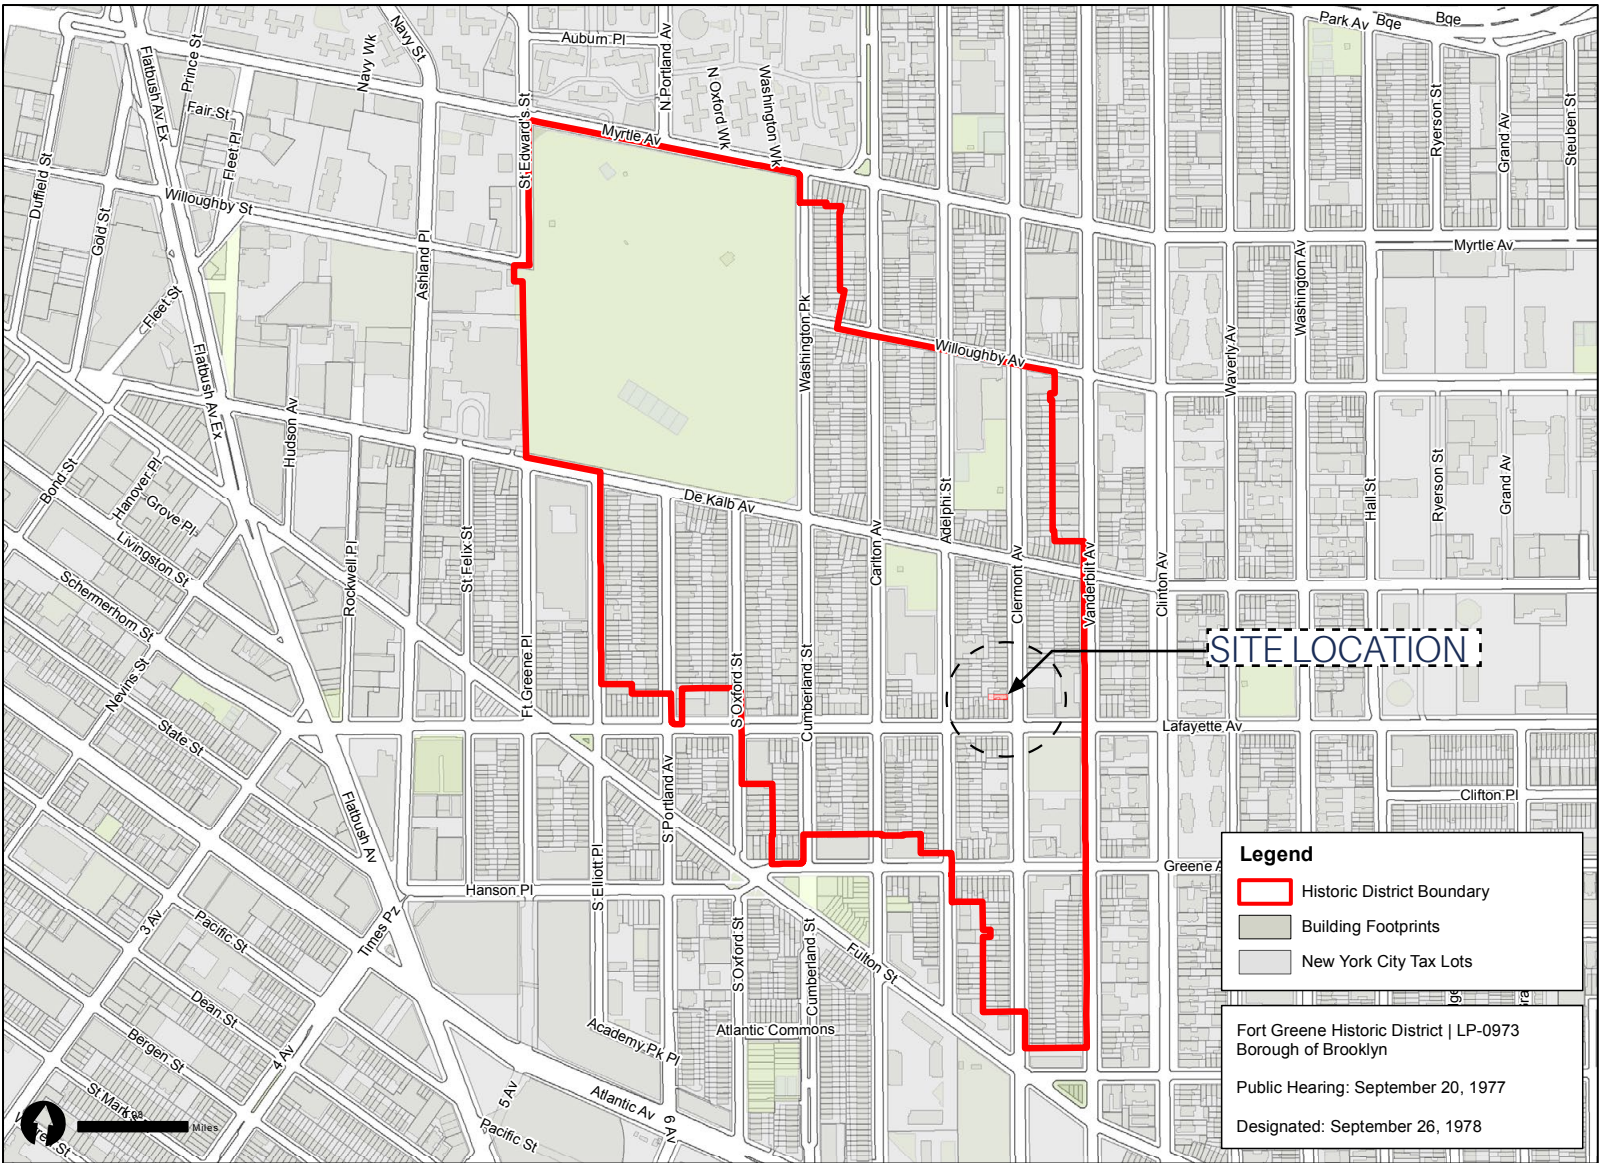 Park Av
Bqe
Bqe
Navy St
Auburn Pl
N Portland Av
Prince St
Flatbush Av Ex
Navy Wk
N Oxford Wk
Washington Wk
Fair St
Fleet Pl
St Edward's St
Myrtle Av
Ryerson St
Grand Av
Steuben St
Duffield St
Gold St
Willoughby St
Ashland Pl
Myrtle Av
Washington Av
Fleet St
Flatbush Av Ex
Washington Pk
Willoughby Av
Waverly Av
Hudson Av
Bond St
Hanover Pl
Grove Pl
Livingston St
De Kalb Av
Adelphi St
Hall St
Ryerson St
Grand Av
Schermerhorn St
Rockwell Pl
St Felix St
Carlton Av
Clermont Av
Vanderbilt Av
Clinton Av
Nevins St
State St
Ft Greene Pl
S Oxford St
Cumberland St
SITE LOCATION
Lafayette Av
Flatbush Av
S Portland Av
Clifton Pl
S Elliott Pl
Hanson Pl
Greene A
3 Av
Pacific St
Times Pz
S Oxford St
Cumberland St
Fulton St
Dean St
Bergen St
4 Av
Academy Pk Pl
Atlantic Commons
St Mark
5 Av
Atlantic Av
6 Av
Pacific St
Miles
Legend
Historic District Boundary
Building Footprints
New York City Tax Lots
Fort Greene Historic District | LP-0973
Borough of Brooklyn
Public Hearing: September 20, 1977
Designated: September 26, 1978